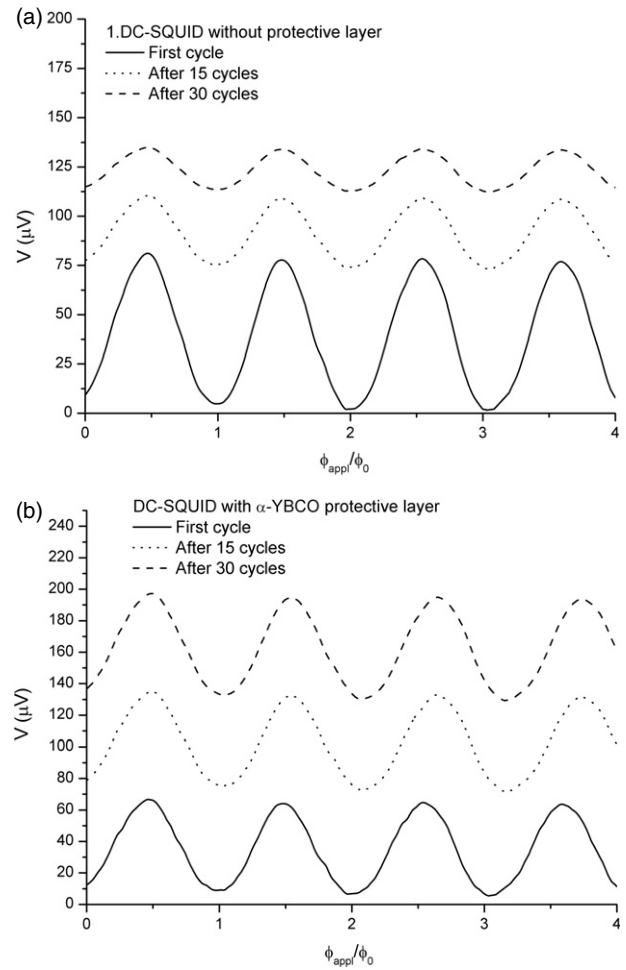 (a)
1.DC-SQUID without protective layer
First cycle
After 15 cycles
After 30 cycles
200
175
150
125
100
75
50
25
0
V (μV)
0 1 2 3 4
ϕappl/ϕ0
(b)
DC-SQUID with α-YBCO protective layer
First cycle
After 15 cycles
After 30 cycles
240
220
200
180
160
140
130
120
100
80
60
40
20
0
V (μV)
0 1 2 3 4
ϕappl/ϕ0